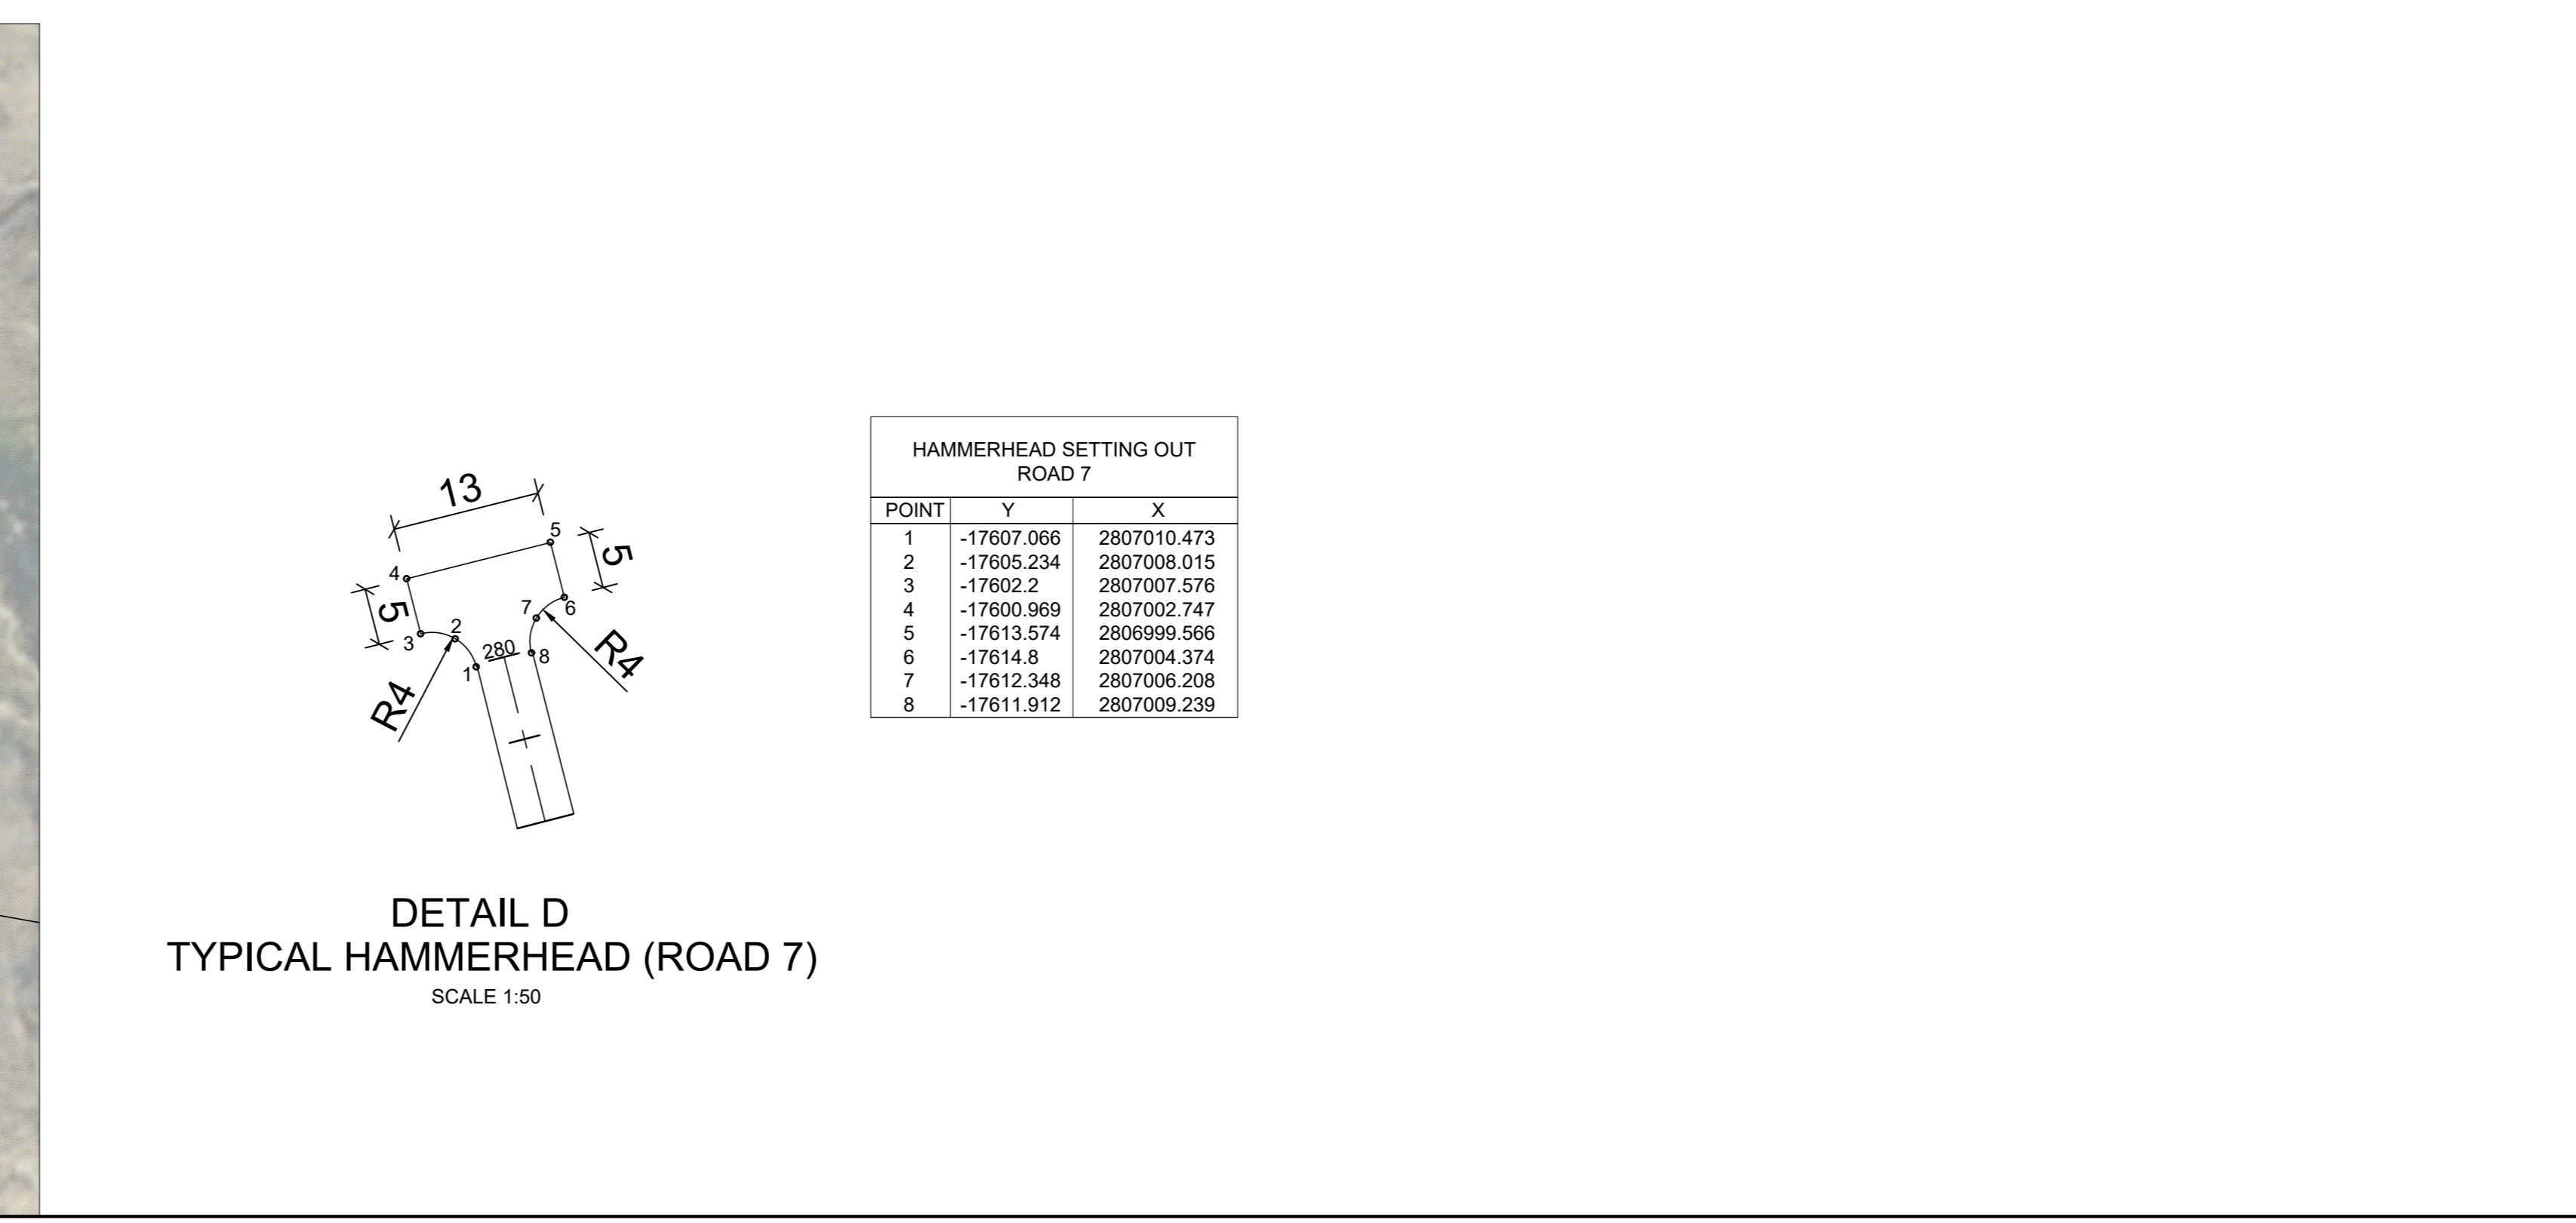 13
5
5
4
5
3
2
7
6
1
280
8
R4
R4
DETAIL D
TYPICAL HAMMERHEAD (ROAD 7)
SCALE 1:50
HAMMERHEAD SETTING OUT
ROAD 7
POINT Y X
1 -17607.066 2807010.473
2 -17605.234 2807008.015
3 -17602.2 2807007.576
4 -17600.969 2807002.747
5 -17613.574 2806999.566
6 -17614.8 2807004.374
7 -17612.348 2807006.208
8 -17611.912 2807009.239